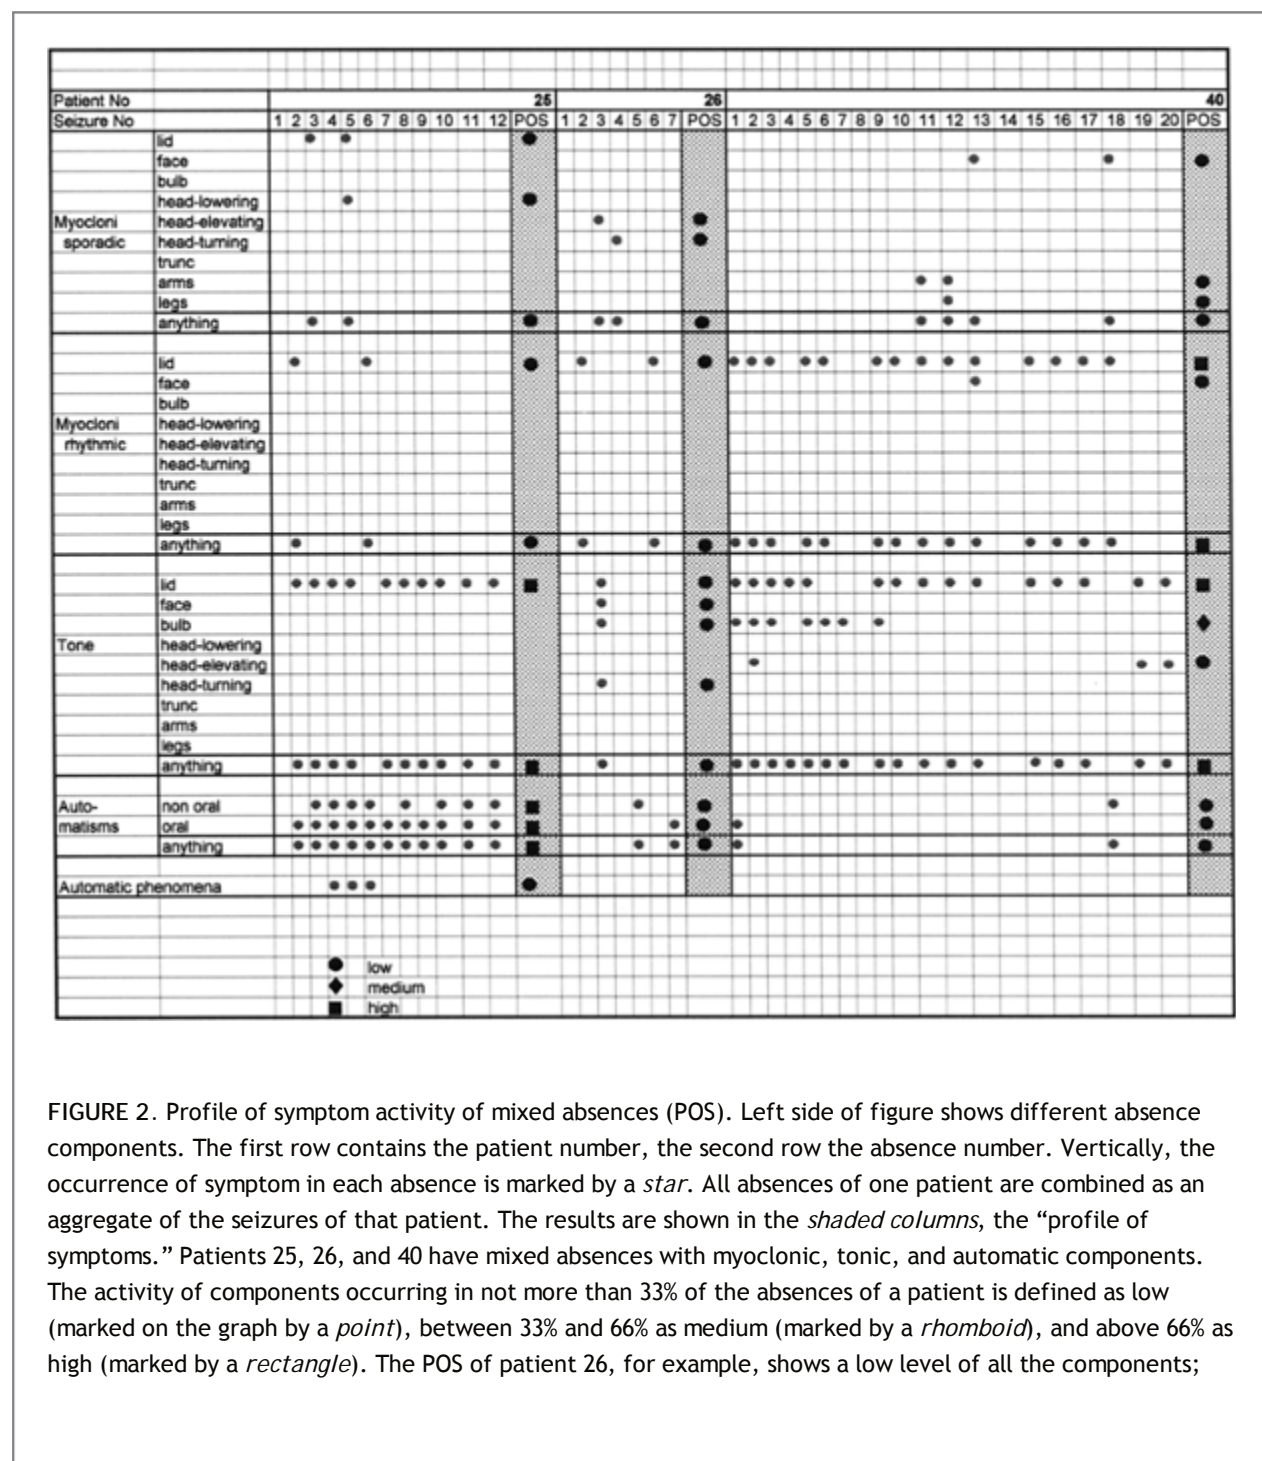 Patient No 25 26 40
Seizure No 1 2 3 4 5 6 7 8 9 10 11 12 POS 1 2 3 4 5 6 7 POS 1 2 3 4 5 6 7 8 9 10 11 12 13 14 15 16 17 18 19 20 POS
lid
face
bulb
head-lowering
Myocloni head-elevating
sporadic head-turning
trunc
arms
legs
anything
lid
face
bulb
Myocloni head-lowering
rhythmic head-elevating
head-turning
trunc
arms
legs
anything
lid
face
bulb
Tone head-lowering
head-elevating
head-turning
trunc
arms
legs
anything
Auto- non oral
matisms oral
anything
Automatic phenomena
low
medium
high
FIGURE 2. Profile of symptom activity of mixed absences (POS). Left side of figure shows different absence
components. The first row contains the patient number, the second row the absence number. Vertically, the
occurrence of symptom in each absence is marked by a star. All absences of one patient are combined as an
aggregate of the seizures of that patient. The results are shown in the shaded columns, the “profile of
symptoms.” Patients 25, 26, and 40 have mixed absences with myoclonic, tonic, and automatic components.
The activity of components occurring in not more than 33% of the absences of a patient is defined as low
(marked on the graph by a point), between 33% and 66% as medium (marked by a rhomboid), and above 66% as
high (marked by a rectangle). The POS of patient 26, for example, shows a low level of all the components;